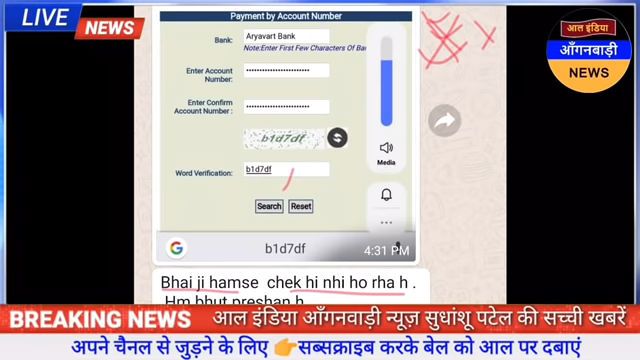 LIVE
NEWS
Payment by Account Number
Bank:
Aryavart Bank
Note:Enter First Few Characters Of
Enter Account
Number:
Enter Confirm
Account Number :
b1d7df
Word Verification:
b1d7df
Search
Reset
Media
b1d7df
4:31 PM
Bhai ji hamse chek hi nhi ho rha h .
Hm bhut preshan h
आल इंडिया
आँगनबाड़ी
NEWS
BREAKING NEWS
आल इंडिया आँगनवाड़ी न्यूज़ सुधांशू पटेल की सच्ची खबरें
अपने चैनल से जुड़ने के लिए 👉सब्सक्राइब करके बेल को आल पर दबाएं